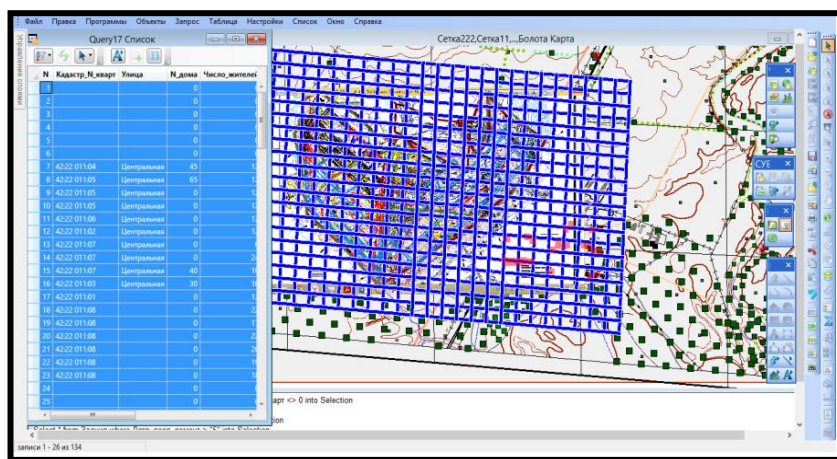 Файл Правка Программы Объекты Запрос Таблица Настройки Список Окно Справка
Управление слоями
Query17 Список
Сетка222,Сетка11,...,Болота Карта
N Кадастр_N_кварт Улица N_дома Число_жителей
1 0
2 0
3 0
4 0
5 0
6 0
7 42:22 011:04 Центральная 45
8 42:22 011:05 Центральная 65
9 42:22 011:05 Центральная 0
10 42:22 011:05 Центральная 0
11 42:22 011:06 Центральная 0
12 42:22 011:02 Центральная 0
13 42:22 011:07 Центральная 0
14 42:22 011:07 Центральная 0
15 42:22 011:07 Центральная 40
16 42:22 011:03 Центральная 30
17 42:22 011:01 0
18 42:22 011:08 0
19 42:22 011:08 0
20 42:22 011:08 0
21 42:22 011:08 0
22 42:22 011:08 0
23 42:22 011:08 0
24 0
25 0
СУЕ
арт <> 0 into Selection
ction
into Selection
записи 1 - 26 из 134